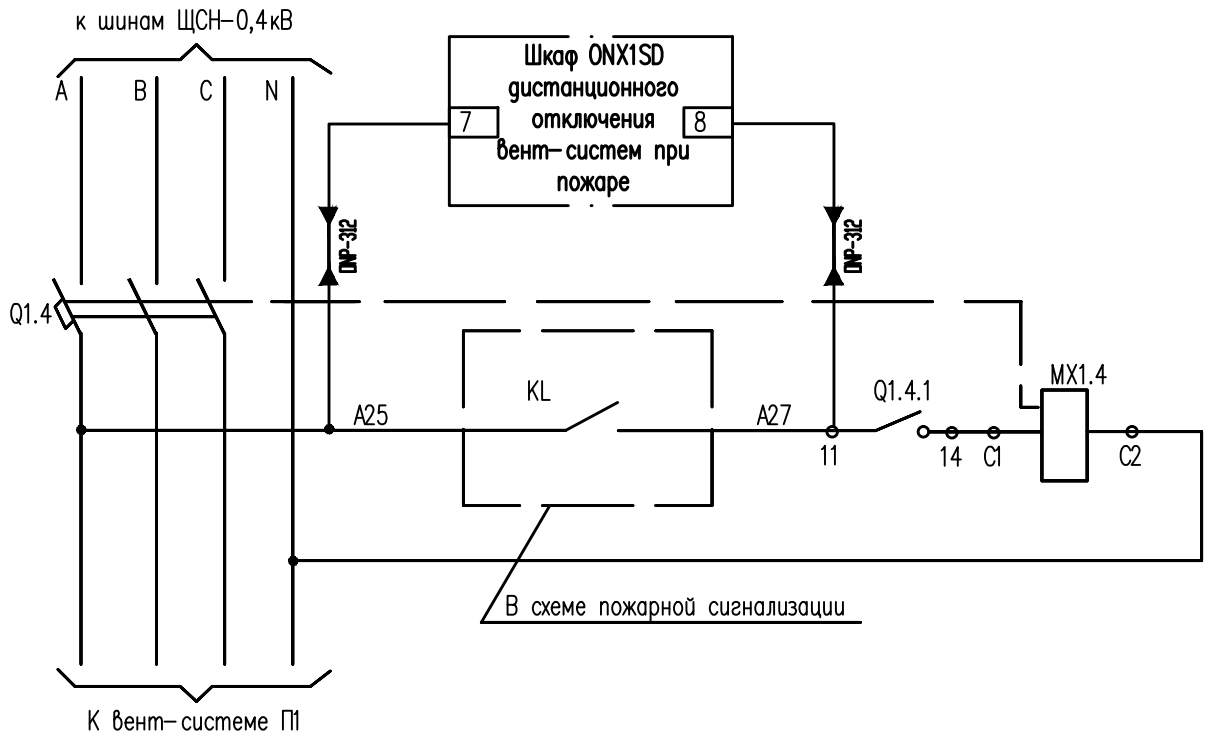 к шинам ЩСН-0,4кВ
A B C N
Шкаф ONX1SD
дистанционного
отключения
вент-систем при
пожаре
7
8
DNP-312
DNP-312
Q1.4
KL
Q1.4.1
MX1.4
A25
A27
11
14
C1
C2
В схеме пожарной сигнализации
К вент-системе П1